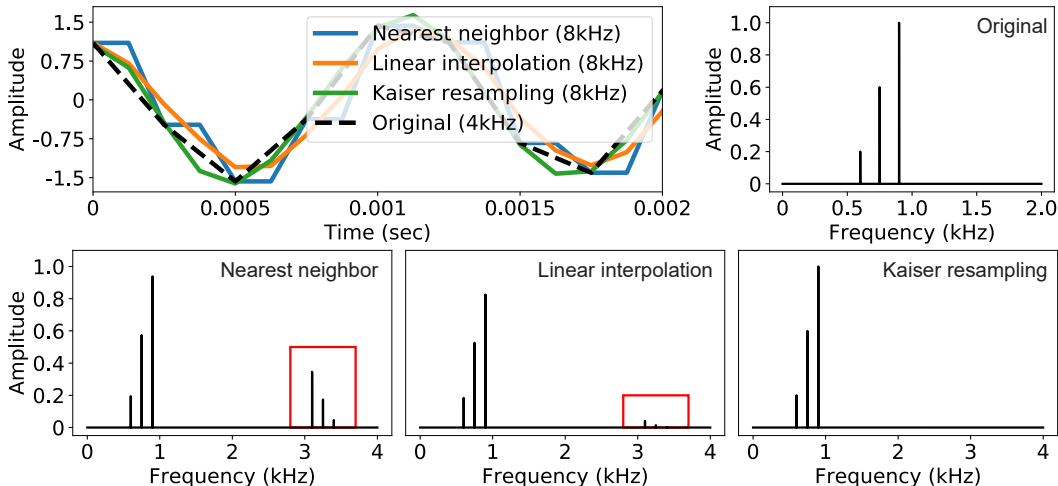 Amplitude
1.5
0.75
0
-0.75
-1.5
Nearest neighbor (8kHz)
Linear interpolation (8kHz)
Kaiser resampling (8kHz)
Original (4kHz)
0 0.0005 0.001 0.0015 0.002
Time (sec)
Amplitude
1.0
0.8
0.6
0.4
0.2
0
Original
0 0.5 1.0 1.5 2.0
Frequency (kHz)
Amplitude
1.0
0.8
0.6
0.4
0.2
0
Nearest neighbor
0 1 2 3 4
Frequency (kHz)
Linear interpolation
0 1 2 3 4
Frequency (kHz)
Kaiser resampling
0 1 2 3 4
Frequency (kHz)